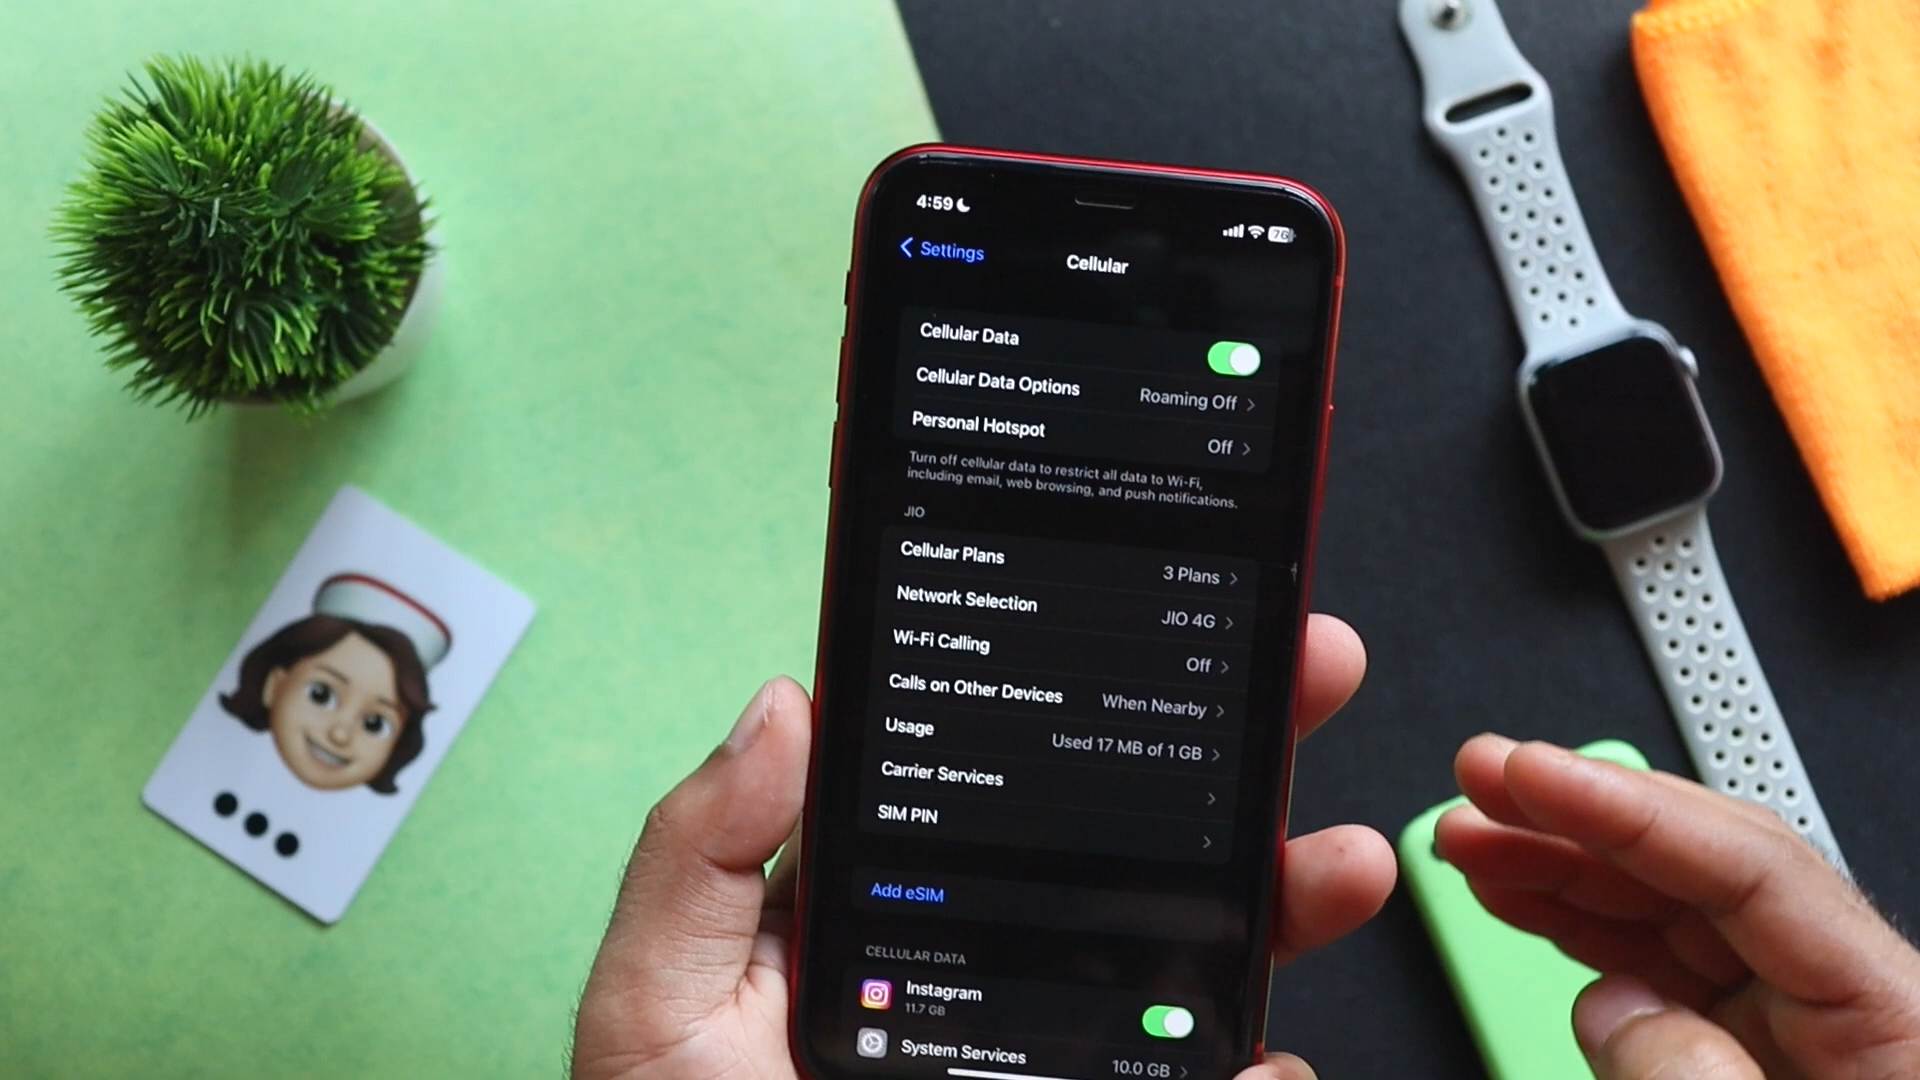 4:59
76
Settings
Cellular
Cellular Data
Cellular Data Options Roaming Off
Personal Hotspot Off
Turn off cellular data to restrict all data to Wi-Fi,
including email, web browsing, and push notifications.
JIO
Cellular Plans 3 Plans
Network Selection JIO 4G
Wi-Fi Calling Off
Calls on Other Devices When Nearby
Usage Used 17 MB of 1 GB
Carrier Services
SIM PIN
Add eSIM
CELLULAR DATA
Instagram
11.7 GB
System Services 10.0 GB